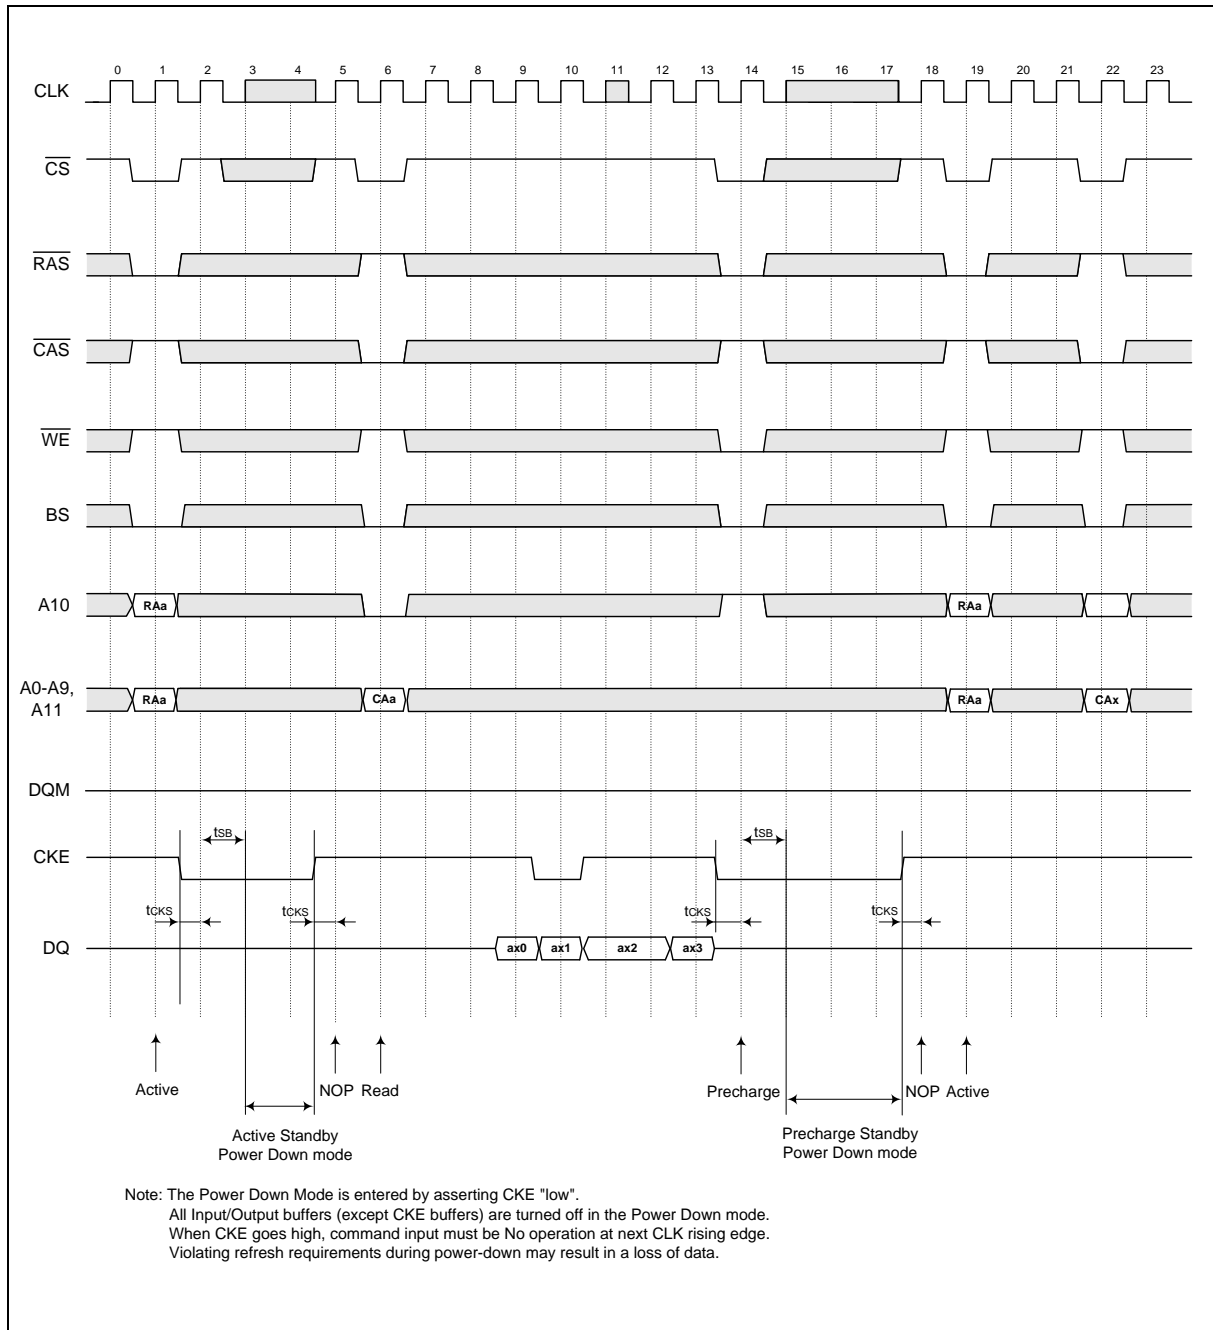 0 1 2 3 4 5 6 7 8 9 10 11 12 13 14 15 16 17 18 19 20 21 22 23
CLK
CS
RAS
CAS
WE
BS
A10 RAa RAa
A0-A9,
A11
RAa CAa RAa CAx
DQM
tSB tSB
CKE
tCKS tCKS tCKS tCKS
DQ ax0 ax1 ax2 ax3
Active NOP Read Precharge NOP Active
Active Standby
Power Down mode
Precharge Standby
Power Down mode
Note: The Power Down Mode is entered by asserting CKE "low".
All Input/Output buffers (except CKE buffers) are turned off in the Power Down mode.
When CKE goes high, command input must be No operation at next CLK rising edge.
Violating refresh requirements during power-down may result in a loss of data.